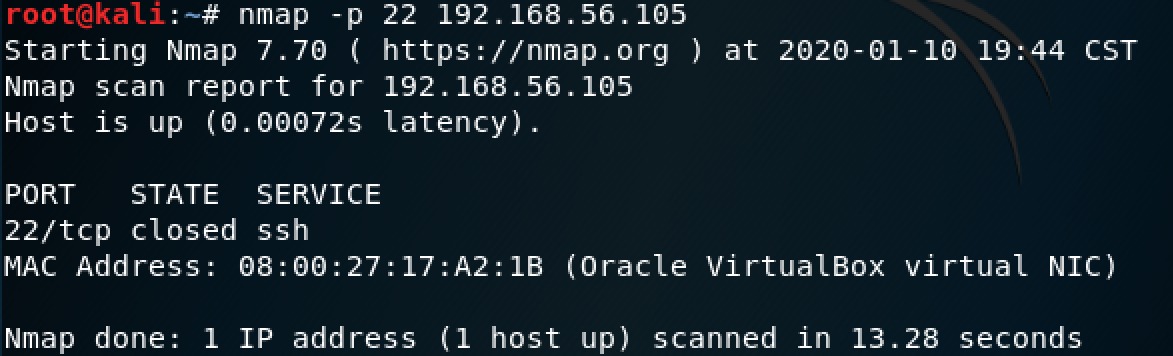 root@kali:~# nmap -p 22 192.168.56.105
Starting Nmap 7.70 ( https://nmap.org ) at 2020-01-10 19:44 CST
Nmap scan report for 192.168.56.105
Host is up (0.00072s latency).
PORT   STATE  SERVICE
22/tcp closed ssh
MAC Address: 08:00:27:17:A2:1B (Oracle VirtualBox virtual NIC)
Nmap done: 1 IP address (1 host up) scanned in 13.28 seconds